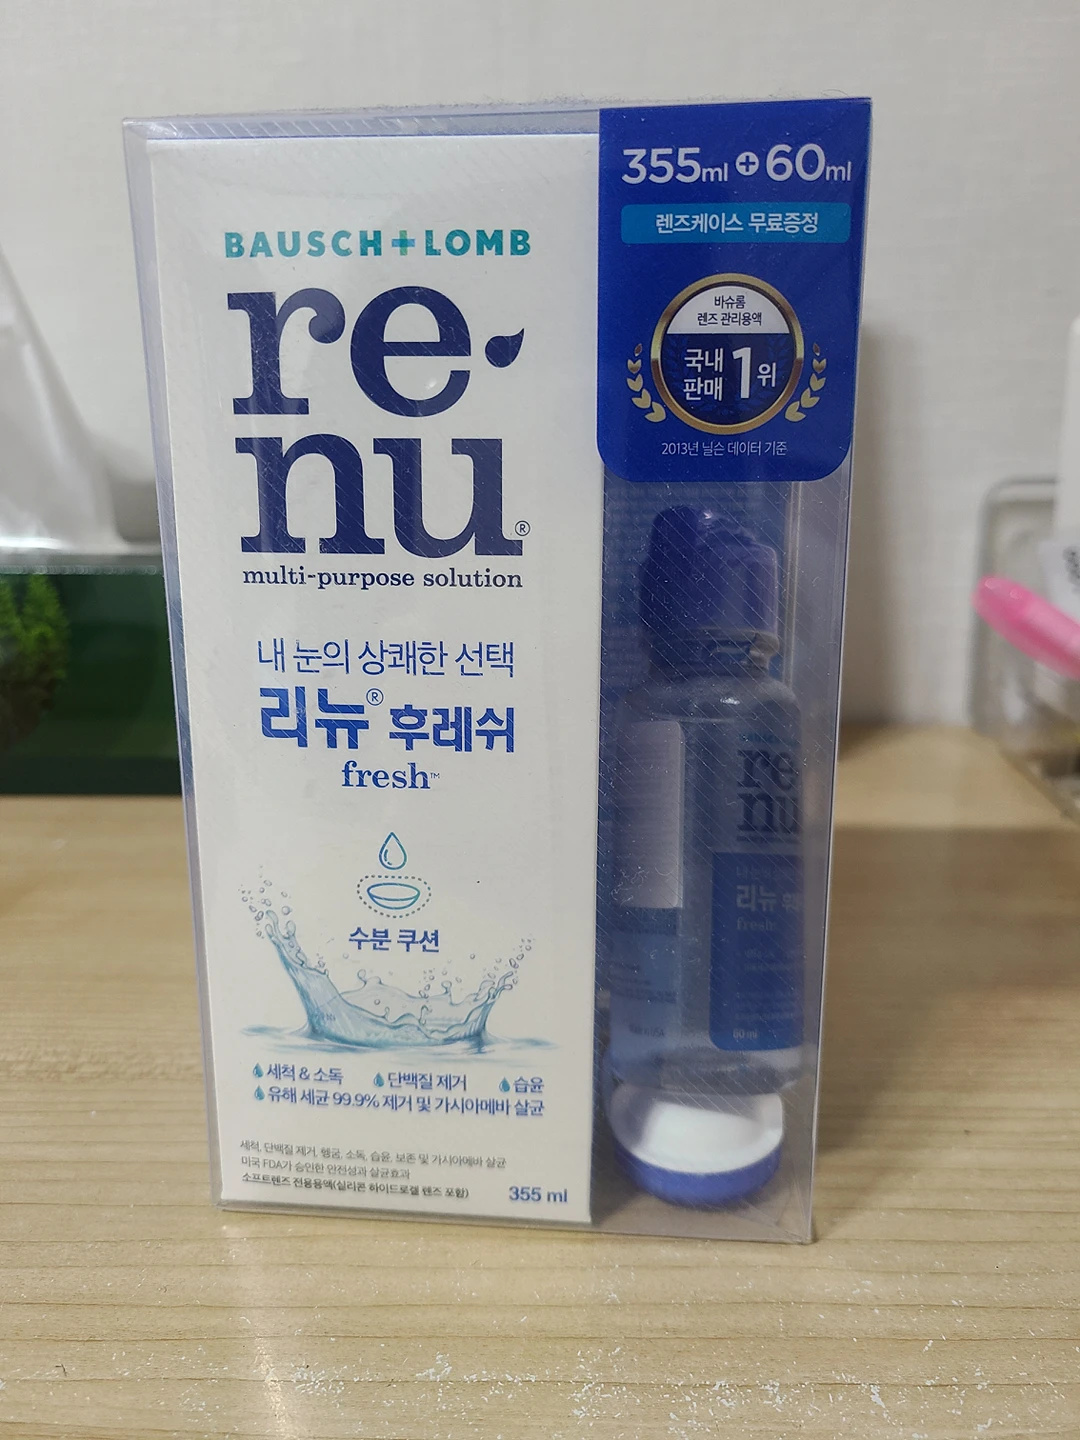 355ml + 60ml
렌즈케이스 무료증정
바슈롬
렌즈 관리용액
국내
판매 1위
2013년 닐슨 데이터 기준
BAUSCH + LOMB
re
nu®
multi-purpose solution
내 눈의 상쾌한 선택
리뉴® 후레쉬
fresh™
수분 쿠션
세척 & 소독 단백질 제거 습윤
유해 세균 99.9% 제거 및 가시아메바 살균
세척, 단백질 제거, 헹굼, 소독, 습윤, 보존 및 가시아메바 살균
미국 FDA가 승인한 안전성과 살균효과
소프트렌즈 전용용액(실리콘 하이드로겔 렌즈 포함)
355 ml
re
nu
리뉴
fresh
60 ml